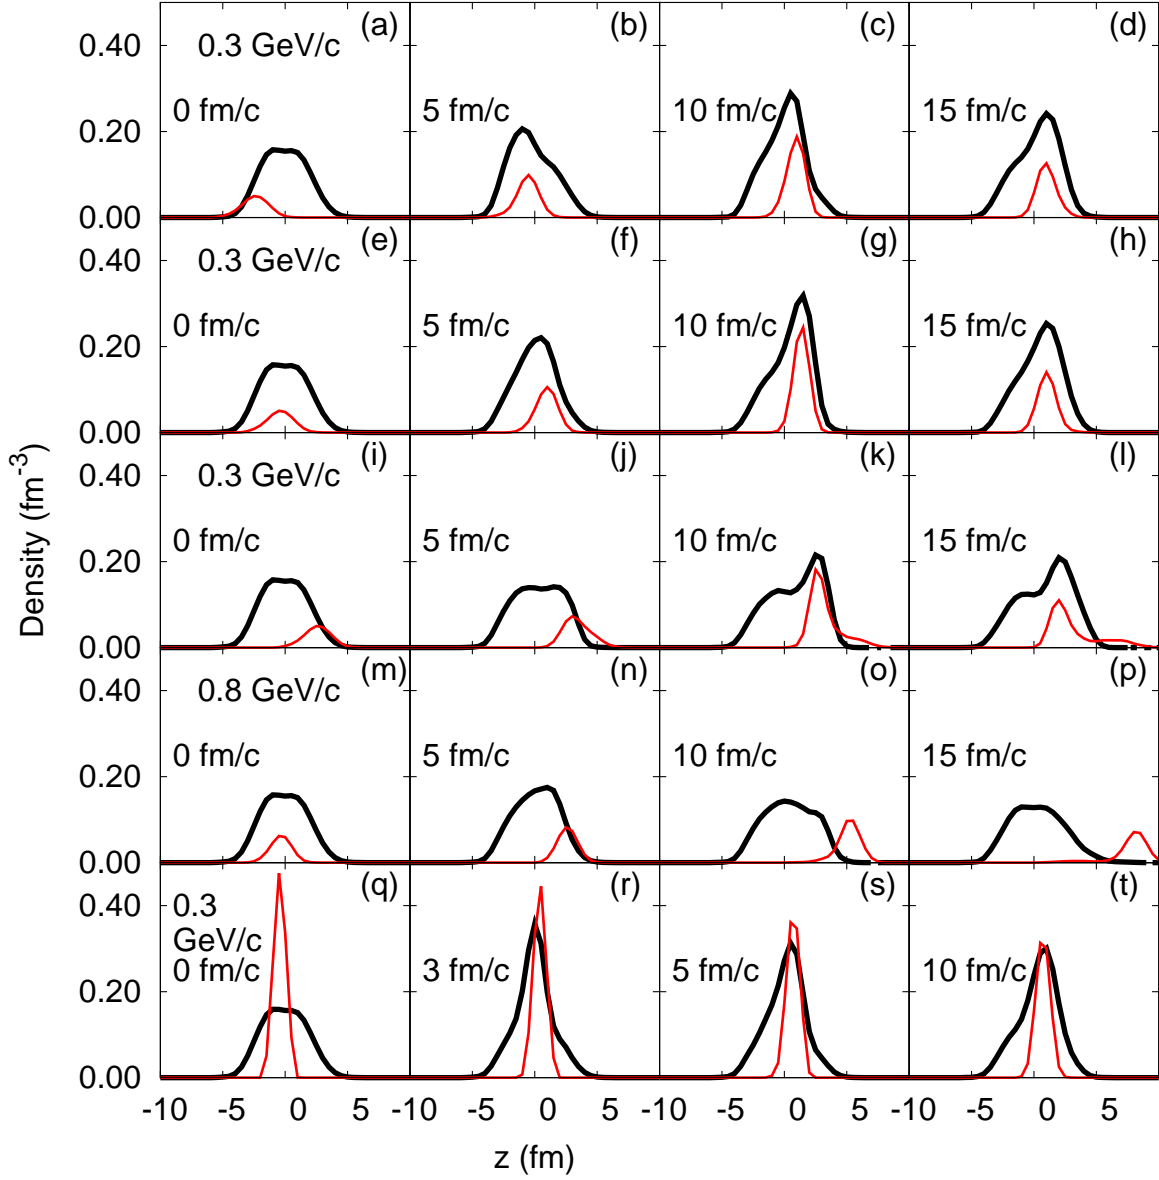 (a) (b) (c) (d)
0.40 0.3 GeV/c
0 fm/c 5 fm/c 10 fm/c 15 fm/c
0.20
0.00
(e) (f) (g) (h)
0.40 0.3 GeV/c
0 fm/c 5 fm/c 10 fm/c 15 fm/c
0.20
0.00
(i) (j) (k) (l)
0.40 0.3 GeV/c
0 fm/c 5 fm/c 10 fm/c 15 fm/c
0.20
0.00
(m) (n) (o) (p)
0.40 0.8 GeV/c
0 fm/c 5 fm/c 10 fm/c 15 fm/c
0.20
0.00
(q) (r) (s) (t)
0.40 0.3
GeV/c
0 fm/c 3 fm/c 5 fm/c 10 fm/c
0.20
0.00
-10 -5 0 5 -10 -5 0 5 -10 -5 0 5 -10 -5 0 5
z (fm)
Density (fm-3)